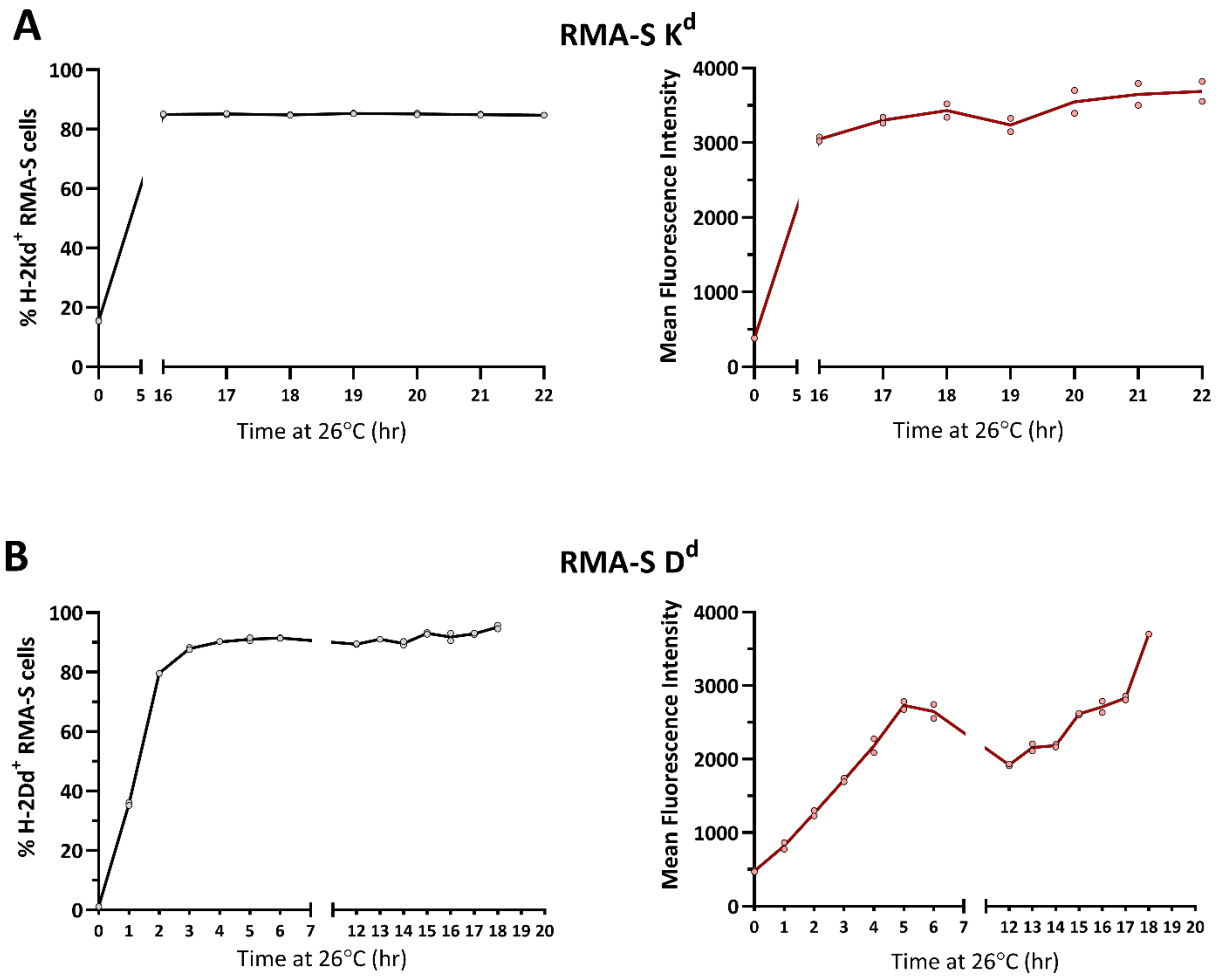 A
RMA-S Kd
% H-2Kd+ RMA-S cells
100
80
60
40
20
0
0 5 16 17 18 19 20 21 22
Time at 26°C (hr)
Mean Fluorescence Intensity
4000
3000
2000
1000
0
0 5 16 17 18 19 20 21 22
Time at 26°C (hr)
B
RMA-S Dd
% H-2Dd+ RMA-S cells
100
80
60
40
20
0
0 1 2 3 4 5 6 7 12 13 14 15 16 17 18 19 20
Time at 26°C (hr)
Mean Fluorescence Intensity
4000
3000
2000
1000
0
0 1 2 3 4 5 6 7 12 13 14 15 16 17 18 19 20
Time at 26°C (hr)